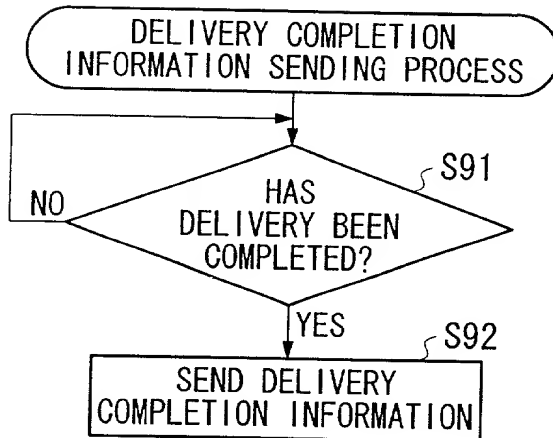 DELIVERY COMPLETION
INFORMATION SENDING PROCESS
S91
HAS
DELIVERY BEEN
COMPLETED?
NO
YES
S92
SEND DELIVERY
COMPLETION INFORMATION